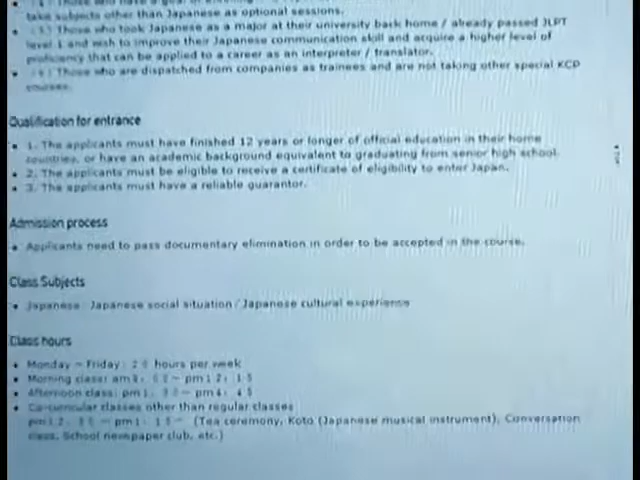 take subjects other than Japanese as optional sessions.
Those who took Japanese as a major at their university back home / already passed JLPT
level 1 and wish to improve their Japanese communication skill and acquire a higher level of
proficiency that can be applied to a career as an interpreter / translator.
Those who are dispatched from companies as trainees and are not taking other special KCP
courses.
Qualification for entrance
1. The applicants must have finished 12 years or longer of official education in their home
countries, or have an academic background equivalent to graduating from senior high school.
2. The applicants must be eligible to receive a certificate of eligibility to enter Japan.
3. The applicants must have a reliable guarantor.
Admission process
Applicants need to pass documentary elimination in order to be accepted in the course.
Class Subjects
Japanese / Japanese social situation / Japanese cultural experience
Class hours
Monday ~ Friday: 20 hours per week
Morning class: am ~ pm12: 15
Afternoon class: pm1: ~ pm4: 45
Co-curricular classes other than regular classes
(Tea ceremony, Koto (Japanese musical instrument), Conversation
class, School newspaper club, etc.)